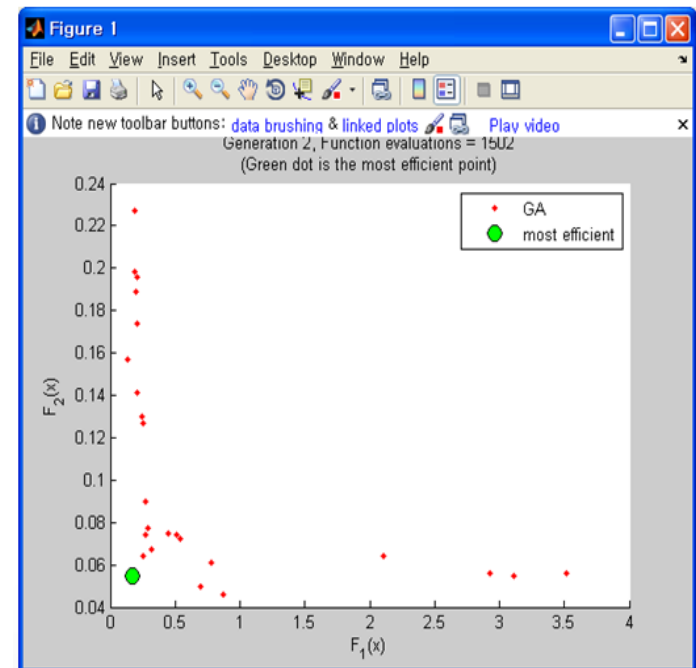 Figure 1
File Edit View Insert Tools Desktop Window Help
Note new toolbar buttons: data brushing & linked plots Play video
Generation 2, Function evaluations = 1502
(Green dot is the most efficient point)
GA
most efficient
0.24
0.22
0.2
0.18
0.16
0.14
0.12
0.1
0.08
0.06
0.04
F2(x)
0 0.5 1 1.5 2 2.5 3 3.5 4
F1(x)